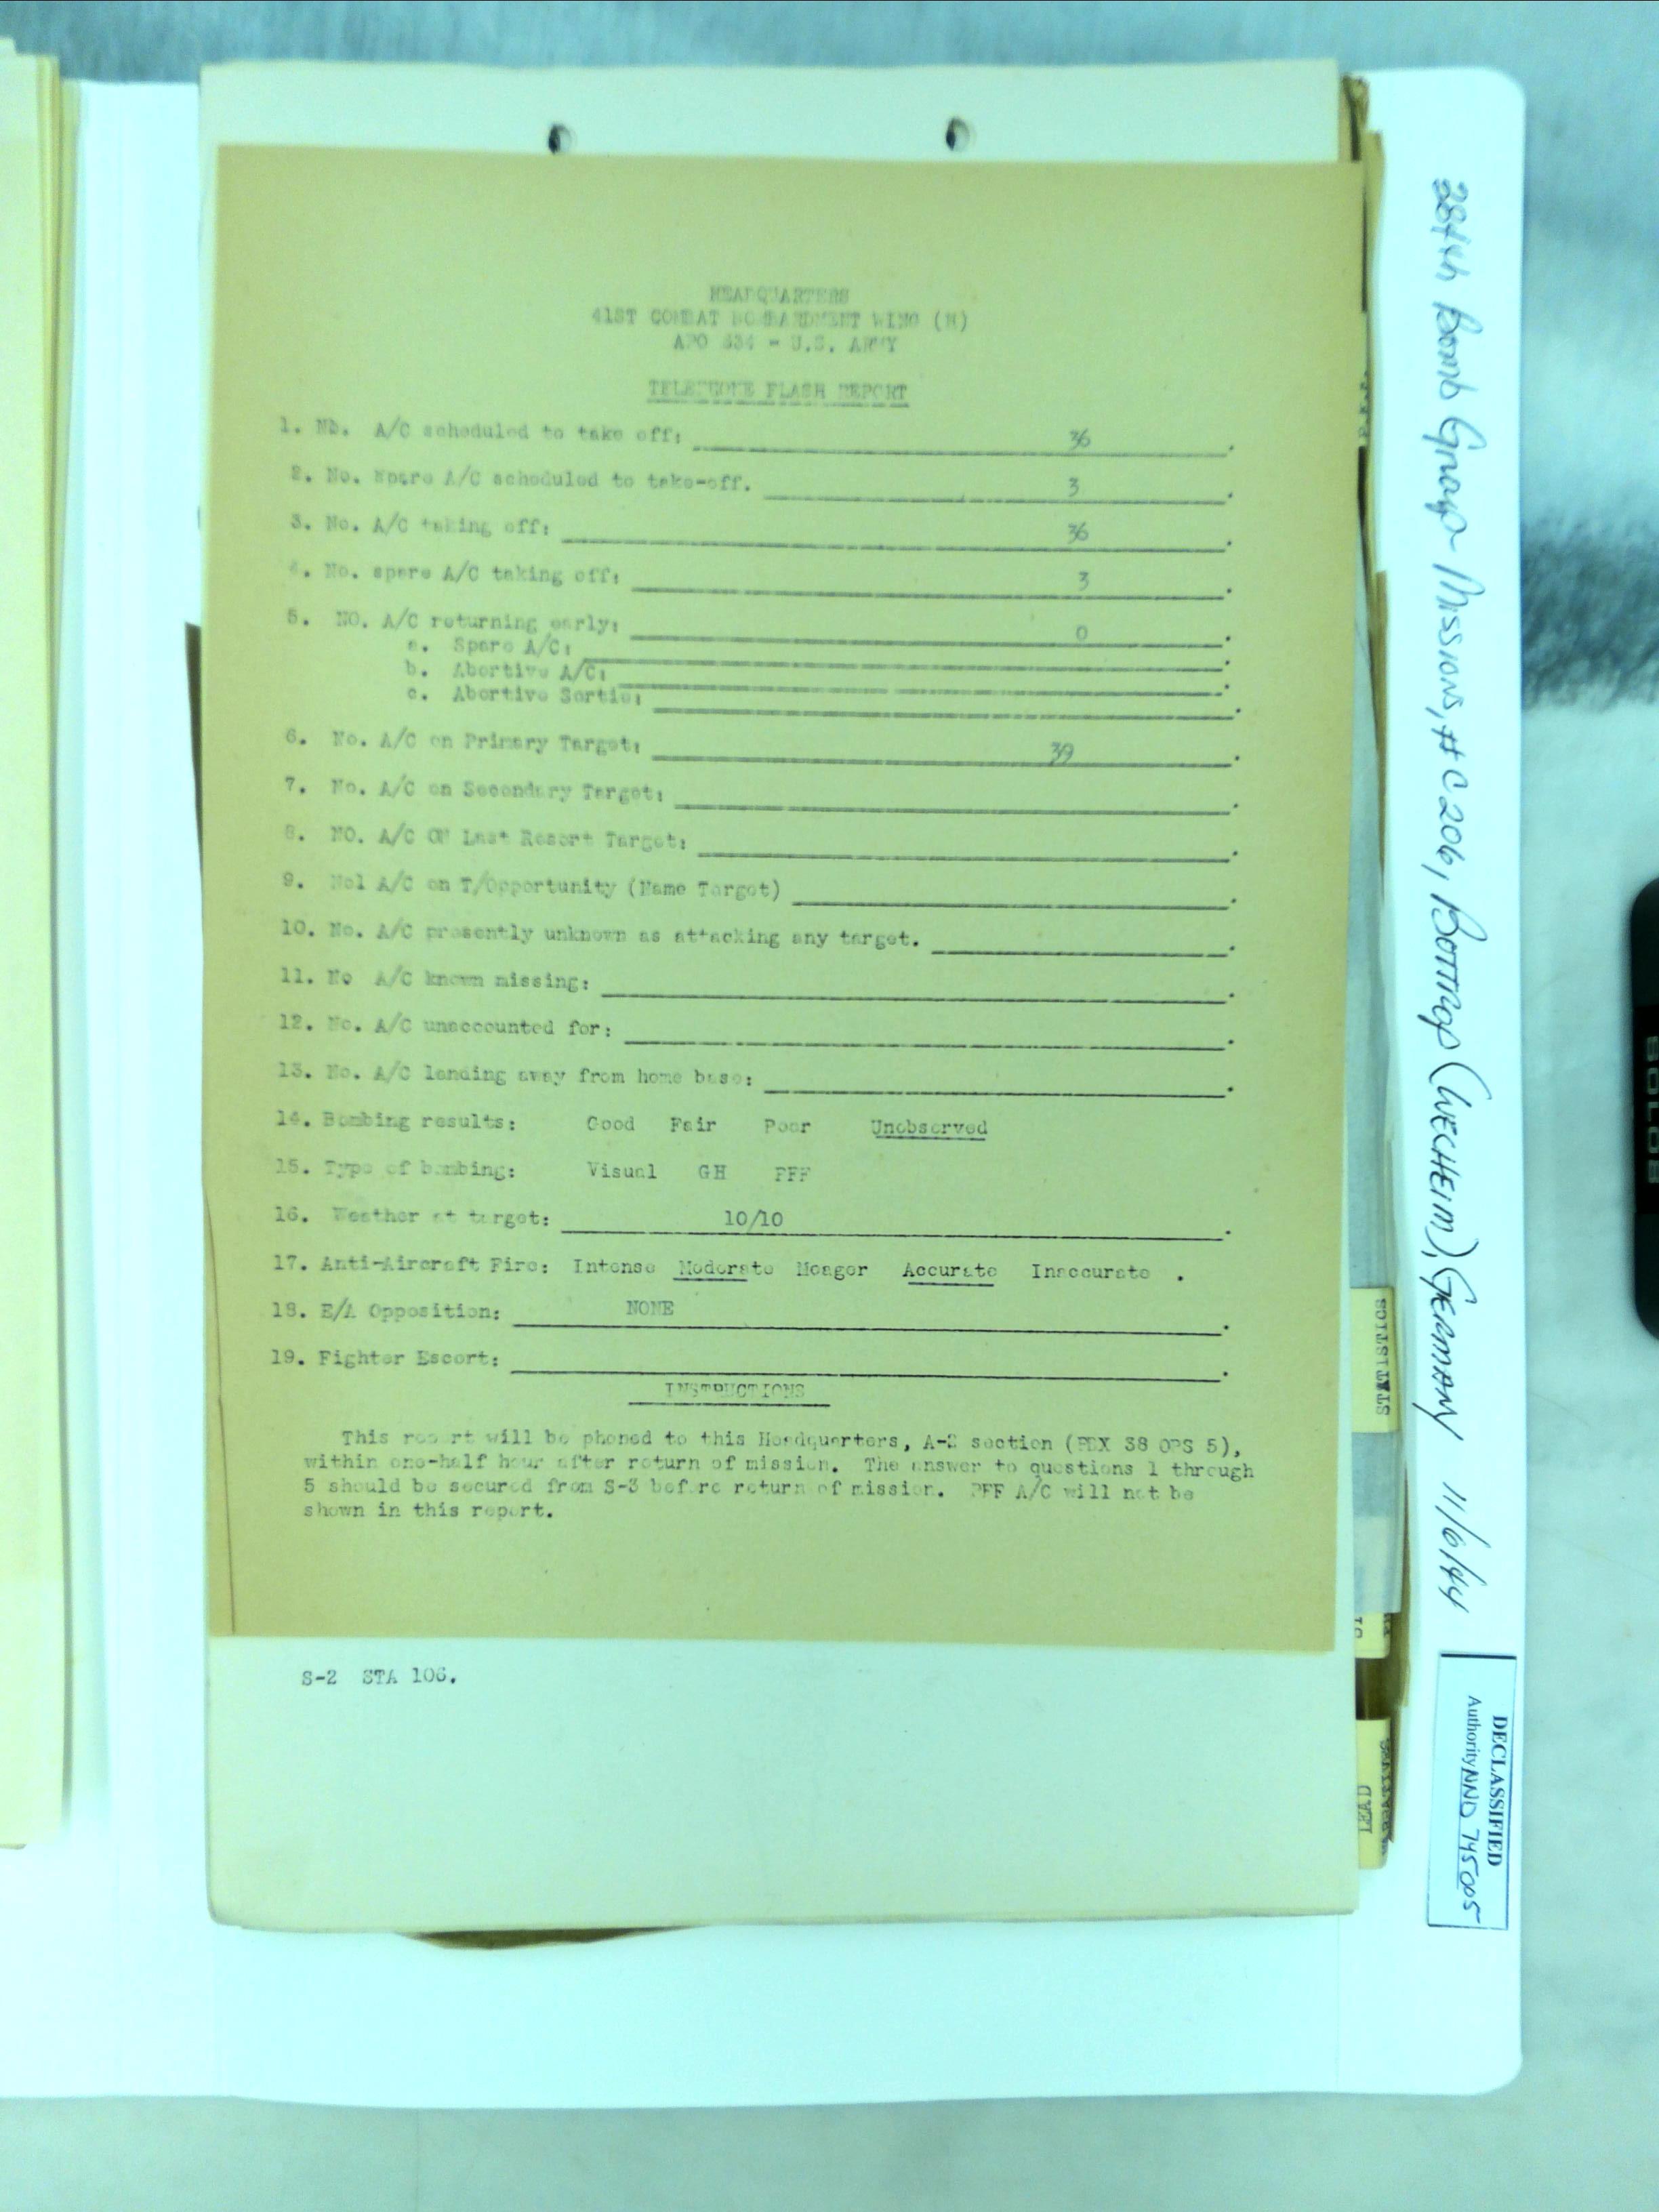 HEADQUARTERS
41ST COMBAT BOMBARDMENT WING (H)
APO 634 - U.S. ARMY
TELEPHONE FLASH REPORT
1. Nb. A/C scheduled to take off: 36.
2. No. Spare A/C scheduled to take-off. 3.
3. No. A/C taking off: 36.
4. No. spare A/C taking off: 3.
5. NO. A/C returning early: 0.
a. Spare A/C: .
b. Abortive A/C: .
c. Abortive Sortie: .
6. No. A/C on Primary Target: 39.
7. No. A/C on Secondary Target: .
8. NO. A/C ON Last Resort Target: .
9. Nol A/C on T/Opportunity (Name Target) .
10. No. A/C presently unknown as attacking any target. .
11. No A/C known missing: .
12. No. A/C unaccounted for: .
13. No. A/C landing away from home base: .
14. Bombing results: Good Fair Poor Unobserved
15. Type of bombing: Visual GH PFF
16. Weather at target: 10/10 .
17. Anti-Aircraft Fire: Intense Moderate Meager Accurate Inaccurate .
18. E/A Opposition: NONE .
19. Fighter Escort: .
INSTRUCTIONS
This report will be phoned to this Headquarters, A-2 section (PBX 38 OPS 5),
within one-half hour after return of mission. The answer to questions 1 through
5 should be secured from S-3 before return of mission. PFF A/C will not be
shown in this report.
S-2 STA 106.
384th Bomb Group Missions, # C206, Bottrop (Welheim), Germany 11/6/44
STATISTICS
LEAD
DECLASSIFIED
Authority NND 745005